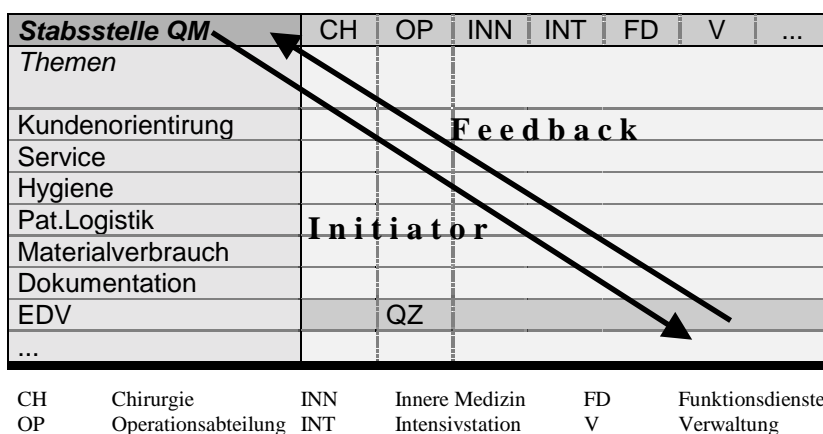 Stabsstelle QM CH OP INN INT FD V ...
Themen
Kundenorientirung
Feedback
Service
Hygiene
Pat.Logistik
Initiator
Materialverbrauch
Dokumentation
EDV QZ
...
CH Chirurgie INN Innere Medizin FD Funktionsdienste
OP Operationsabteilung INT Intensivstation V Verwaltung